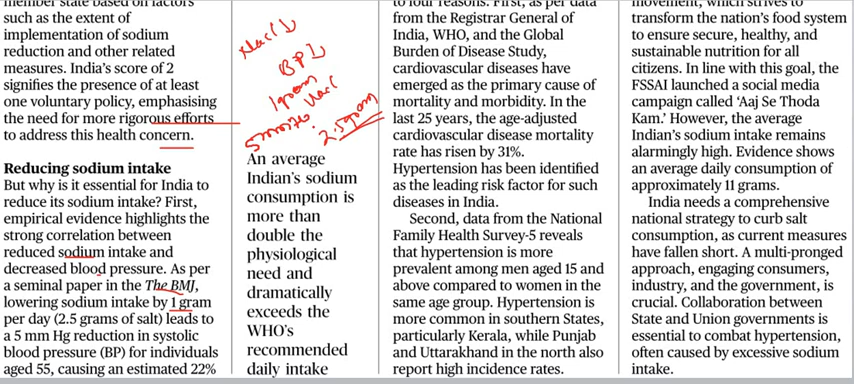 member state based on factors
such as the extent of
implementation of sodium
reduction and other related
measures. India's score of 2
signifies the presence of at least
one voluntary policy, emphasising
the need for more rigorous efforts
to address this health concern.
Reducing sodium intake
But why is it essential for India to
reduce its sodium intake? First,
empirical evidence highlights the
strong correlation between
reduced sodium intake and
decreased blood pressure. As per
a seminal paper in The BMJ,
lowering sodium intake by 1 gram
per day (2.5 grams of salt) leads to
a 5 mm Hg reduction in systolic
blood pressure (BP) for individuals
aged 55, causing an estimated 22%
BP↓
2.5gram
An average
Indian's sodium
consumption is
more than
double the
physiological
need and
dramatically
exceeds the
WHO's
recommended
daily intake
to four reasons. First, as per data
from the Registrar General of
India, WHO, and the Global
Burden of Disease Study,
cardiovascular diseases have
emerged as the primary cause of
mortality and morbidity. In the
last 25 years, the age-adjusted
cardiovascular disease mortality
rate has risen by 31%.
Hypertension has been identified
as the leading risk factor for such
diseases in India.
Second, data from the National
Family Health Survey-5 reveals
that hypertension is more
prevalent among men aged 15 and
above compared to women in the
same age group. Hypertension is
more common in southern States,
particularly Kerala, while Punjab
and Uttarakhand in the north also
report high incidence rates.
movement, which strives to
transform the nation's food system
to ensure secure, healthy, and
sustainable nutrition for all
citizens. In line with this goal, the
FSSAI launched a social media
campaign called 'Aaj Se Thoda
Kam.' However, the average
Indian's sodium intake remains
alarmingly high. Evidence shows
an average daily consumption of
approximately 11 grams.
India needs a comprehensive
national strategy to curb salt
consumption, as current measures
have fallen short. A multi-pronged
approach, engaging consumers,
industry, and the government, is
crucial. Collaboration between
State and Union governments is
essential to combat hypertension,
often caused by excessive sodium
intake.